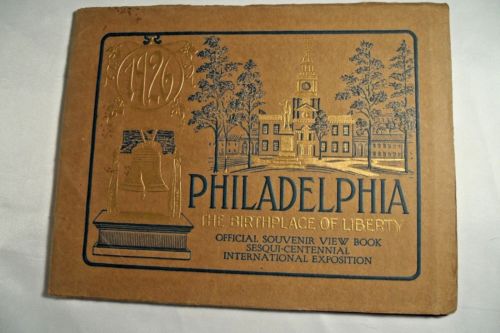 1926
PHILADELPHIA
THE BIRTHPLACE OF LIBERTY
OFFICIAL SOUVENIR VIEW BOOK
SESQUI-CENTENNIAL
INTERNATIONAL EXPOSITION